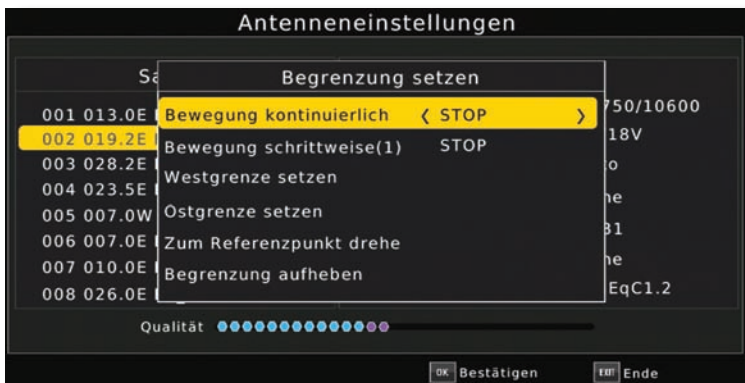 Antenneneinstellungen
Begrenzung setzen
001 013.0E
002 019.2E
003 028.2E
004 023.5E
005 007.0W
006 007.0E
007 010.0E
008 026.0E
Bewegung kontinuierlich ‹ STOP ›
Bewegung schrittweise(1) STOP
Westgrenze setzen
Ostgrenze setzen
Zum Referenzpunkt drehe
Begrenzung aufheben
750/10600
18V
EqC1.2
Qualität
OK Bestätigen EXIT Ende